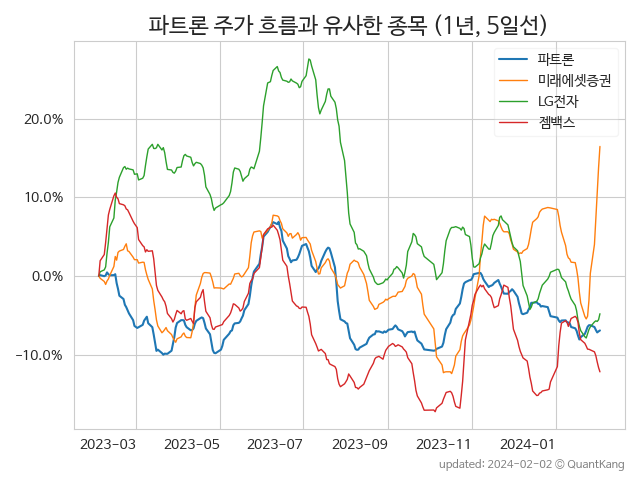 파트론 주가 흐름과 유사한 종목 (1년, 5일선)
파트론
미래에셋증권
LG전자
젬백스
20.0%
10.0%
0.0%
−10.0%
2023-03 2023-05 2023-07 2023-09 2023-11 2024-01
updated: 2024-02-02 © QuantKang